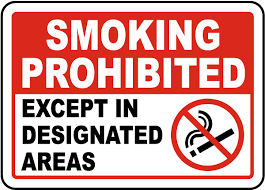 SMOKING
PROHIBITED
EXCEPT IN
DESIGNATED
AREAS